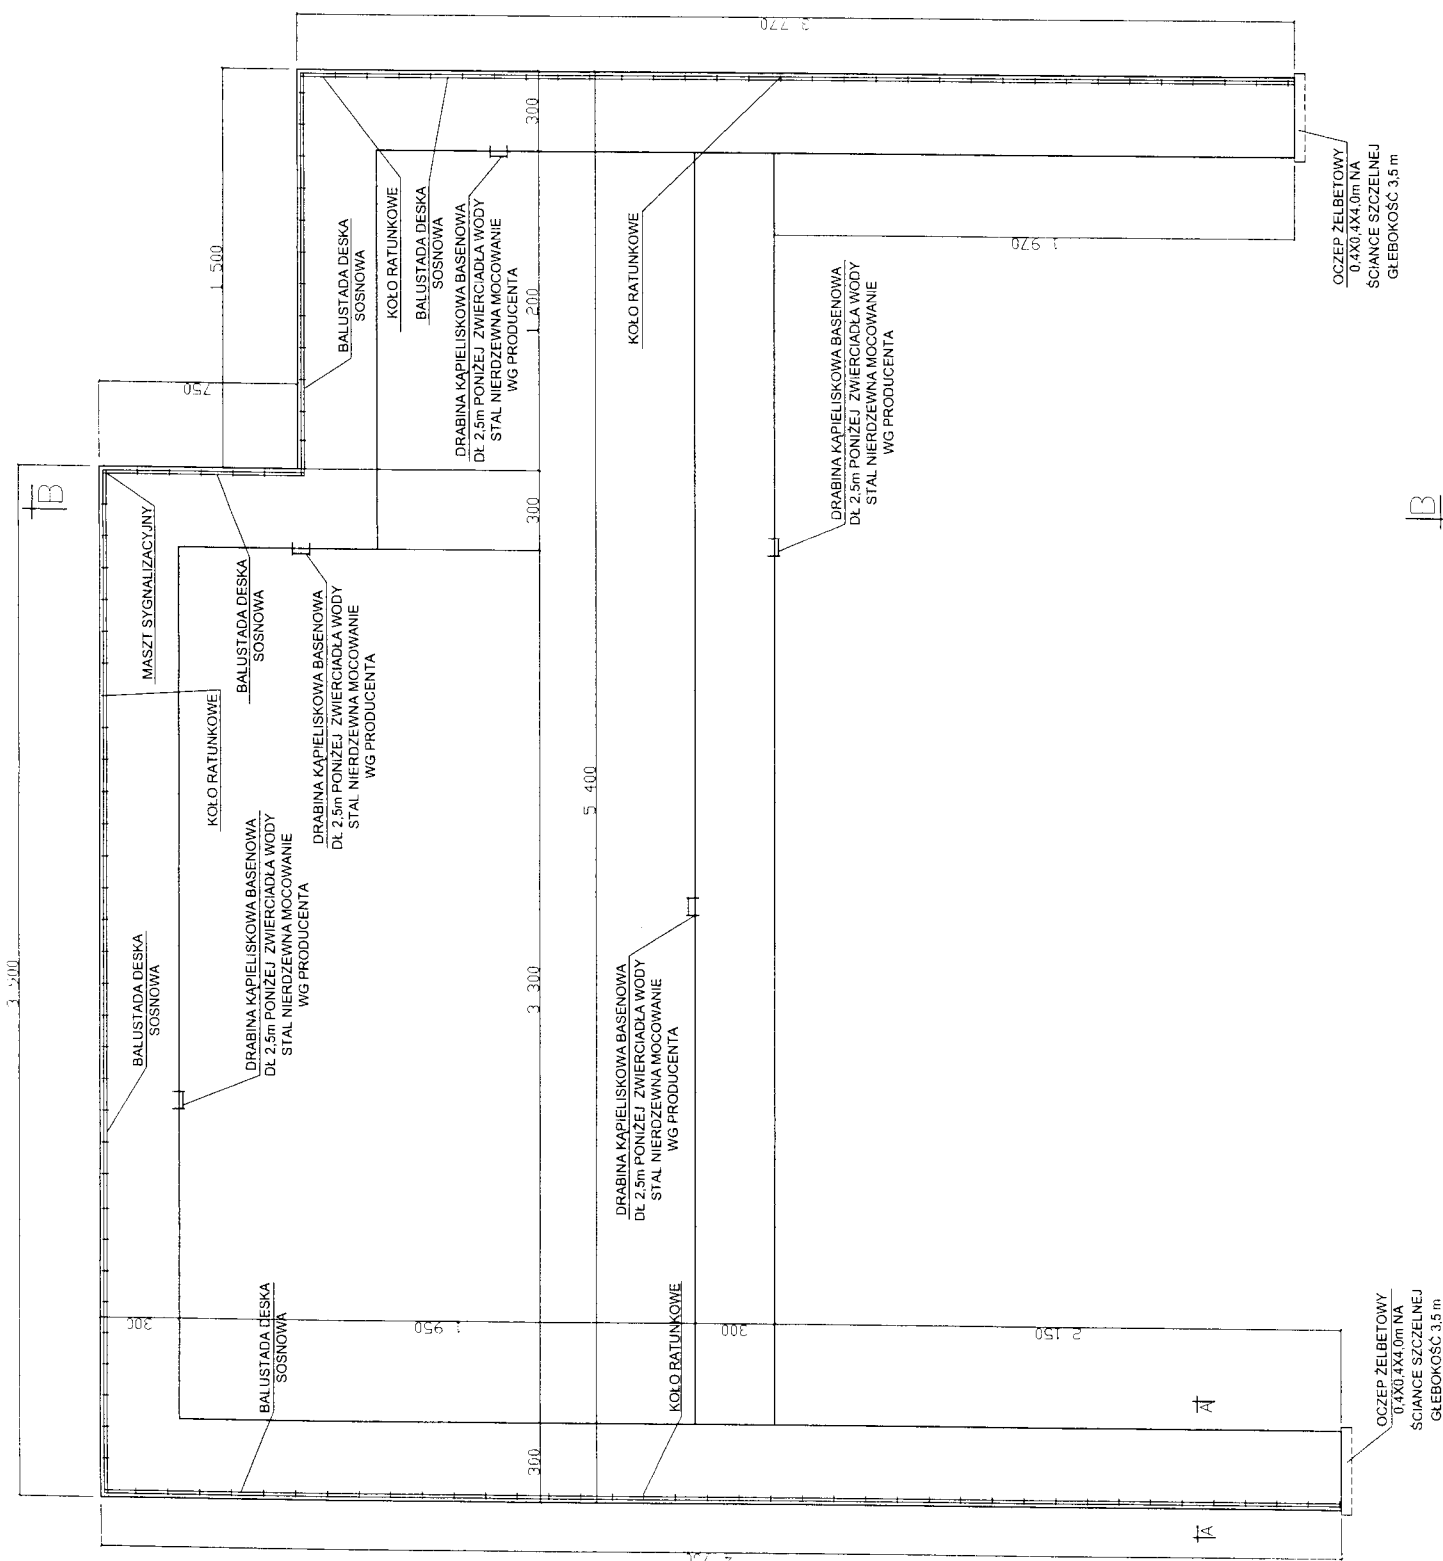 3 770
1 500
750
3 900
B
MASZT SYGNALIZACYJNY
BALUSTADA DESKA
SOSNOWA
KOŁO RATUNKOWE
BALUSTADA DESKA
SOSNOWA
BALUSTADA DESKA
SOSNOWA
KOŁO RATUNKOWE
BALUSTADA DESKA
SOSNOWA
DRABINA KĄPIELISKOWA BASENOWA
DŁ 2,5m PONIŻEJ ZWIERCIADŁA WODY
STAL NIERDZEWNA MOCOWANIE
WG PRODUCENTA
300
1 200
300
3 300
300
5 400
KOŁO RATUNKOWE
1 970
OCZEP ŻELBETOWY
0,4X0,4X4,0m NA
ŚCIANCE SZCZELNEJ
GŁEBOKOŚĆ 3,5 m
DRABINA KĄPIELISKOWA BASENOWA
DŁ 2,5m PONIŻEJ ZWIERCIADŁA WODY
STAL NIERDZEWNA MOCOWANIE
WG PRODUCENTA
DRABINA KĄPIELISKOWA BASENOWA
DŁ 2,5m PONIŻEJ ZWIERCIADŁA WODY
STAL NIERDZEWNA MOCOWANIE
WG PRODUCENTA
DRABINA KĄPIELISKOWA BASENOWA
DŁ 2,5m PONIŻEJ ZWIERCIADŁA WODY
STAL NIERDZEWNA MOCOWANIE
WG PRODUCENTA
DRABINA KĄPIELISKOWA BASENOWA
DŁ 2,5m PONIŻEJ ZWIERCIADŁA WODY
STAL NIERDZEWNA MOCOWANIE
WG PRODUCENTA
B
BALUSTADA DESKA
SOSNOWA
KOŁO RATUNKOWE
300
1 950
300
2 150
A
A
OCZEP ŻELBETOWY
0,4X0,4X4,0m NA
ŚCIANCE SZCZELNEJ
GŁEBOKOŚĆ 3,5 m